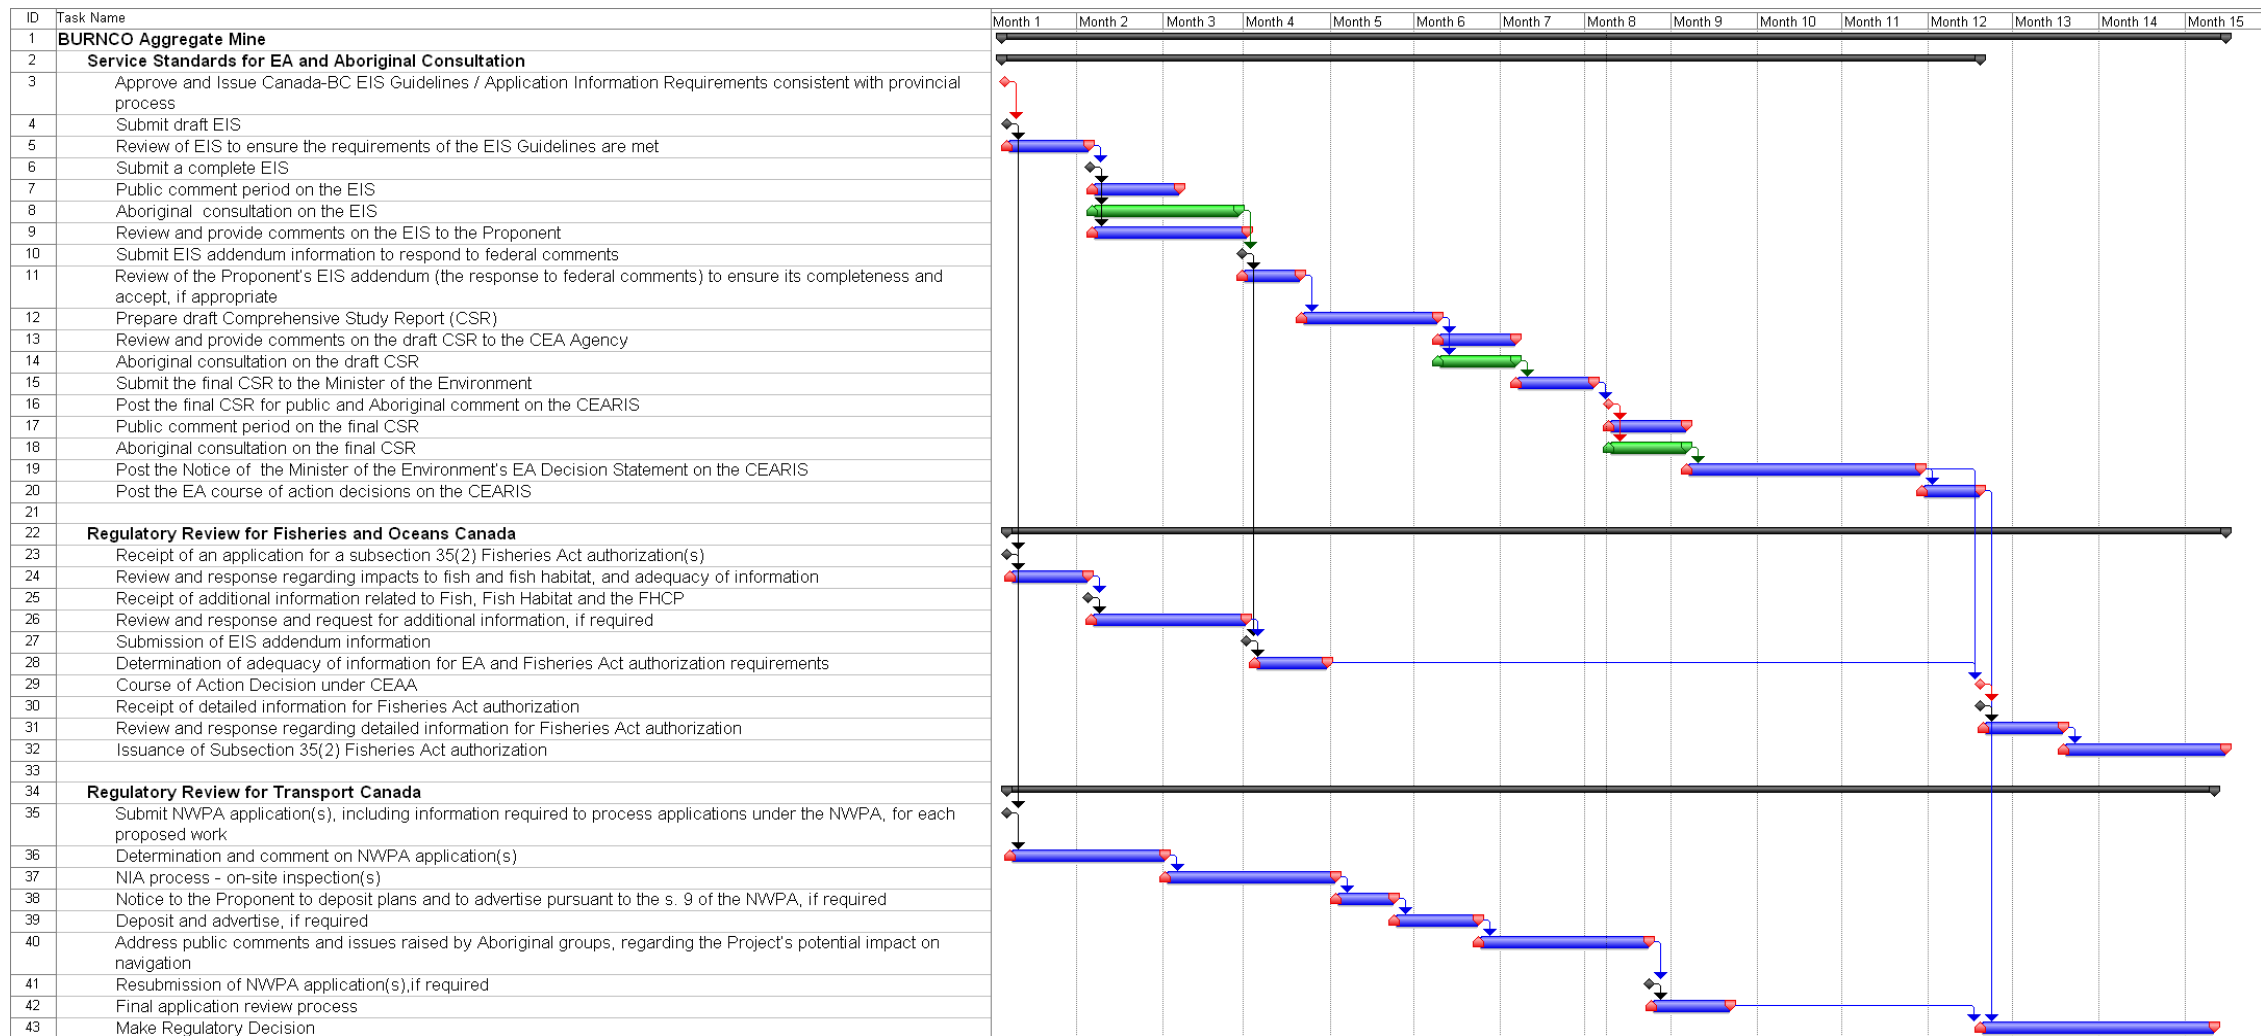 ID Task Name Month 1 Month 2 Month 3 Month 4 Month 5 Month 6 Month 7 Month 8 Month 9 Month 10 Month 11 Month 12 Month 13 Month 14 Month 15
1 BURNCO Aggregate Mine
2 Service Standards for EA and Aboriginal Consultation
3 Approve and Issue Canada-BC EIS Guidelines / Application Information Requirements consistent with provincial
process
4 Submit draft EIS
5 Review of EIS to ensure the requirements of the EIS Guidelines are met
6 Submit a complete EIS
7 Public comment period on the EIS
8 Aboriginal consultation on the EIS
9 Review and provide comments on the EIS to the Proponent
10 Submit EIS addendum information to respond to federal comments
11 Review of the Proponent's EIS addendum (the response to federal comments) to ensure its completeness and
accept, if appropriate
12 Prepare draft Comprehensive Study Report (CSR)
13 Review and provide comments on the draft CSR to the CEA Agency
14 Aboriginal consultation on the draft CSR
15 Submit the final CSR to the Minister of the Environment
16 Post the final CSR for public and Aboriginal comment on the CEARIS
17 Public comment period on the final CSR
18 Aboriginal consultation on the final CSR
19 Post the Notice of the Minister of the Environment's EA Decision Statement on the CEARIS
20 Post the EA course of action decisions on the CEARIS
21
22 Regulatory Review for Fisheries and Oceans Canada
23 Receipt of an application for a subsection 35(2) Fisheries Act authorization(s)
24 Review and response regarding impacts to fish and fish habitat, and adequacy of information
25 Receipt of additional information related to Fish, Fish Habitat and the FHCP
26 Review and response and request for additional information, if required
27 Submission of EIS addendum information
28 Determination of adequacy of information for EA and Fisheries Act authorization requirements
29 Course of Action Decision under CEAA
30 Receipt of detailed information for Fisheries Act authorization
31 Review and response regarding detailed information for Fisheries Act authorization
32 Issuance of Subsection 35(2) Fisheries Act authorization
33
34 Regulatory Review for Transport Canada
35 Submit NWPA application(s), including information required to process applications under the NWPA, for each
proposed work
36 Determination and comment on NWPA application(s)
37 NIA process - on-site inspection(s)
38 Notice to the Proponent to deposit plans and to advertise pursuant to the s. 9 of the NWPA, if required
39 Deposit and advertise, if required
40 Address public comments and issues raised by Aboriginal groups, regarding the Project's potential impact on
navigation
41 Resubmission of NWPA application(s),if required
42 Final application review process
43 Make Regulatory Decision